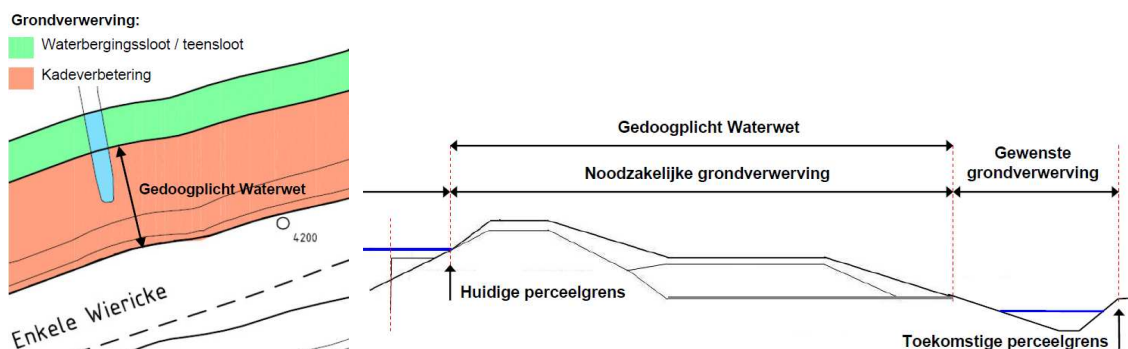 Grondverwerving:
Waterbergingssloot / teensloot
Kadeverbetering
Gedoogplicht Waterwet
4200
Enkele Wiericke
Gedoogplicht Waterwet
Noodzakelijke grondverwerving
Gewenste
grondverwerving
Huidige perceelgrens
Toekomstige perceelgrens